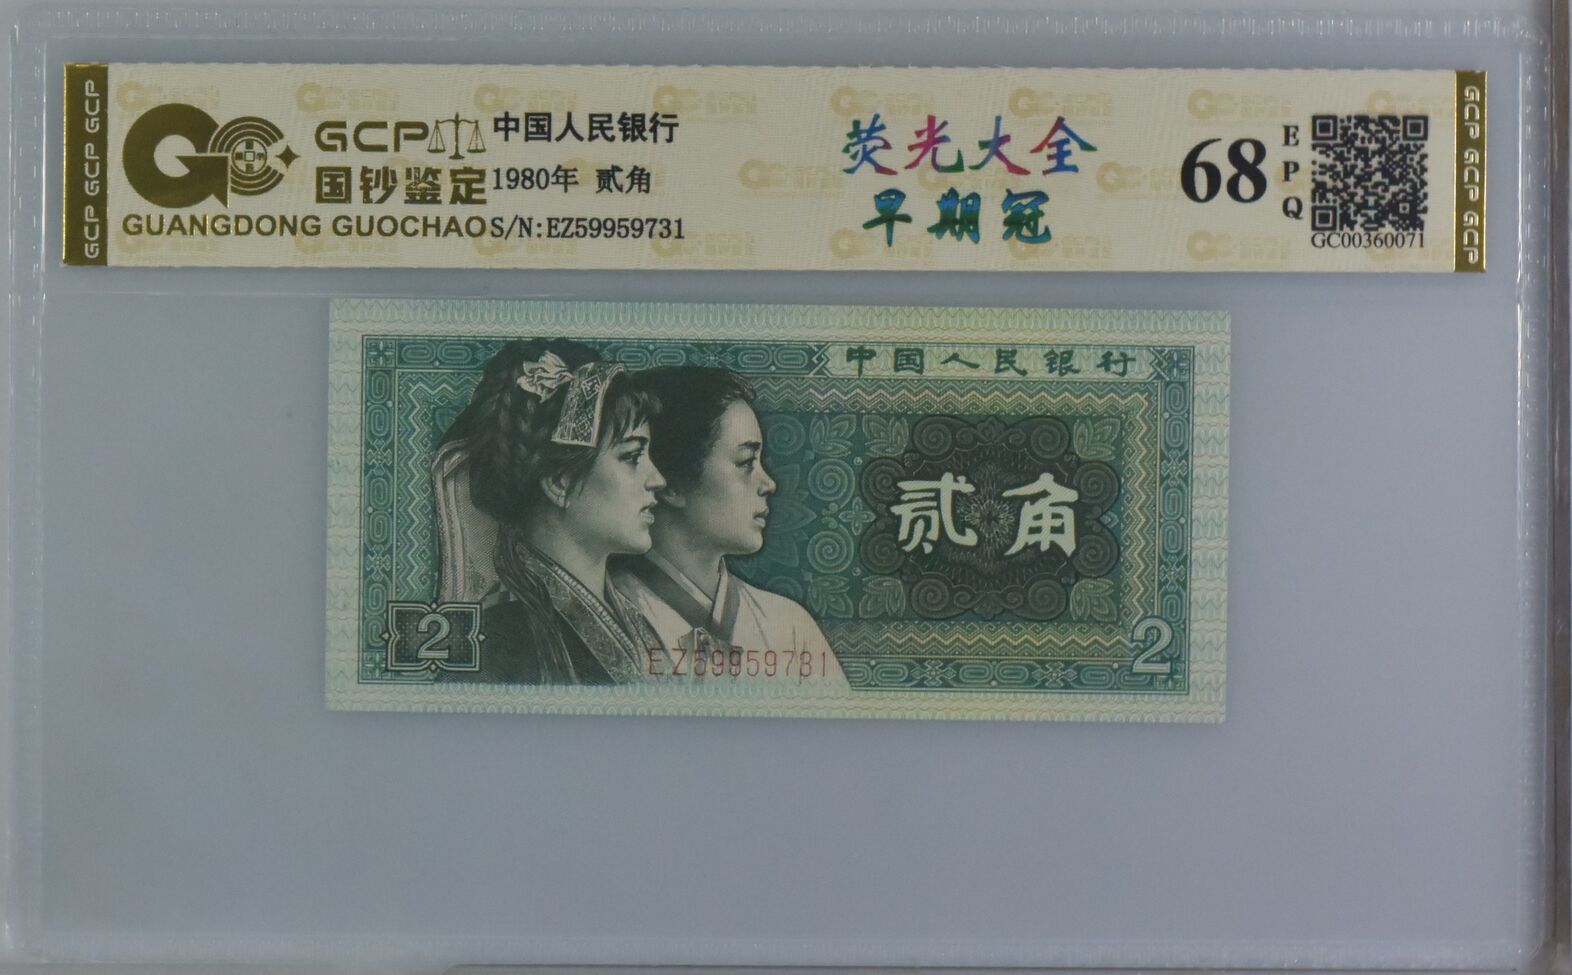 GCP GCP GCP
GCP
国钞鉴定
GUANGDONG GUOCHAO
中国人民银行
1980年 贰角
S/N:EZ59959731
荧光大全
早期冠
68
EPQ
GC00360071
GCP GCP GCP
中国人民银行
贰角
2
2
EZ59959731